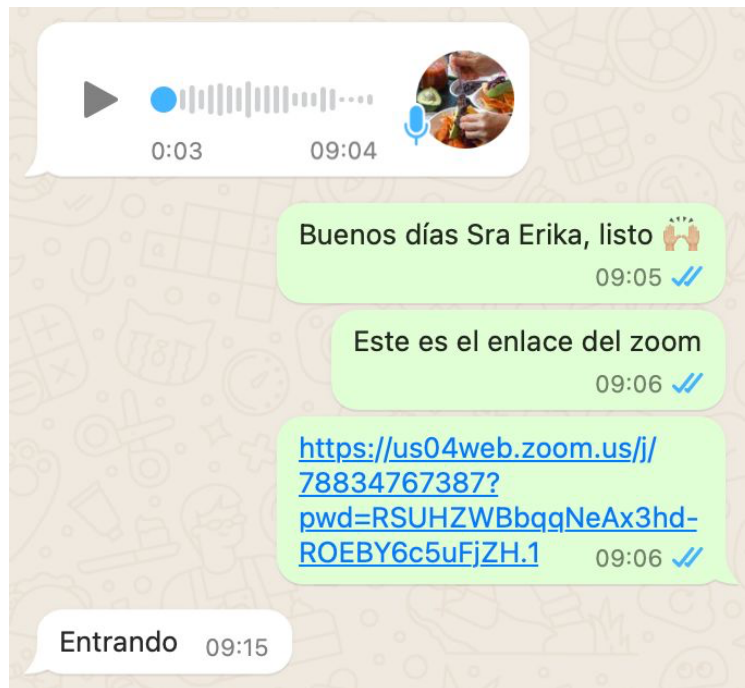 0:03 09:04
Buenos días Sra Erika, listo 🙌🏼
09:05
Este es el enlace del zoom
09:06
https://us04web.zoom.us/j/
78834767387?
pwd=RSUHZWBbqqNeAx3hd-
ROEBY6c5uFjZH.1 09:06
Entrando 09:15